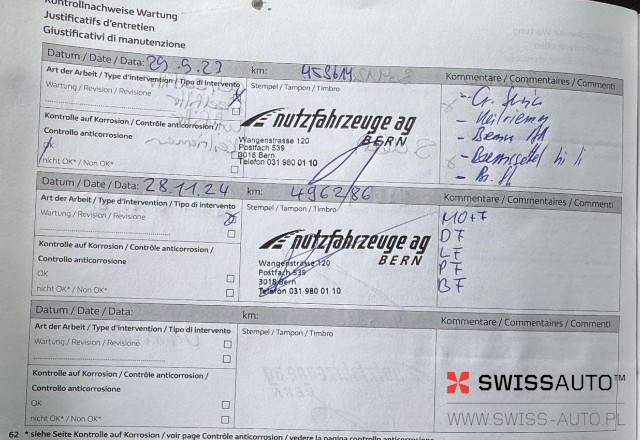 Kontrollnachweise Wartung
Justificatifs d'entretien
Giustificativi di manutenzione
Datum / Date / Data: 29.9.23 km: 458614
Art der Arbeit / Type d'intervention / Tipo di intervento
Wartung / Revision / Revisione
Kontrolle auf Korrosion / Contrôle anticorrosion /
Controllo anticorrosione
OK
nicht OK* / Non OK*
Stempel / Tampon / Timbro
nutzfahrzeuge ag
BERN
Wangenstrasse 120
Postfach 539
3018 Bern
Telefon 031 980 01 10
Kommentare / Commentaires / Commenti
Datum / Date / Data: 28.11.24 km: 496286
Art der Arbeit / Type d'intervention / Tipo di intervento
Wartung / Revision / Revisione
Kontrolle auf Korrosion / Contrôle anticorrosion /
Controllo anticorrosione
OK
nicht OK* / Non OK*
Stempel / Tampon / Timbro
nutzfahrzeuge ag
BERN
Wangenstrasse 120
Postfach 539
3018 Bern
Telefon 031 980 01 10
Kommentare / Commentaires / Commenti
MO+F
DF
LF
PF
BF
Datum / Date / Data: km:
Art der Arbeit / Type d'intervention / Tipo di intervento
Wartung / Revision / Revisione
Kontrolle auf Korrosion / Contrôle anticorrosion /
Controllo anticorrosione
OK
nicht OK* / Non OK*
Stempel / Tampon / Timbro
Kommentare / Commentaires / Commenti
SWISSAUTO™
WWW.SWISS-AUTO.PL
62 * siehe Seite Kontrolle auf Korrosion / voir page Contrôle anticorrosion / vedere la pagina controllo anticorrosione